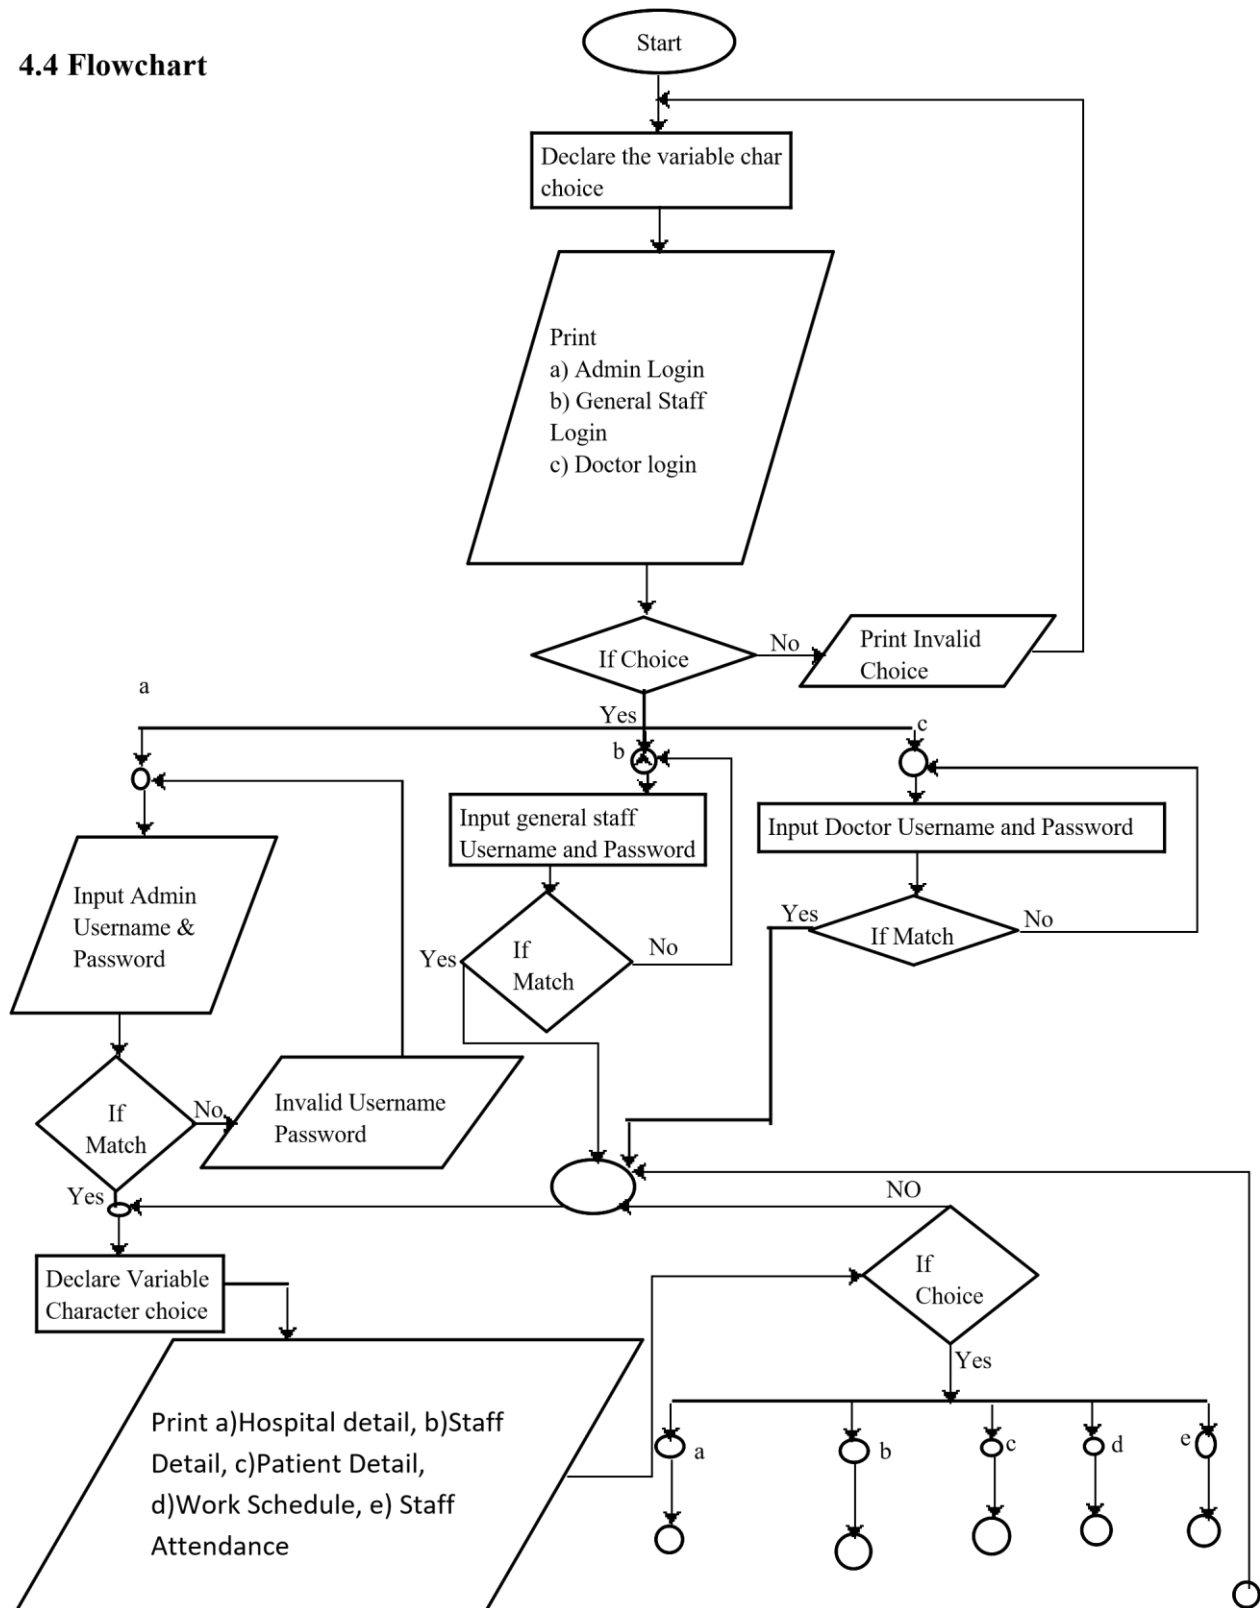 4.4 Flowchart
Start
Declare the variable char
choice
Print
a) Admin Login
b) General Staff
Login
c) Doctor login
If Choice
No
Print Invalid
Choice
Yes
a
b
c
Input Admin
Username &
Password
Input general staff
Username and Password
Input Doctor Username and Password
If
Match
Yes
No
If Match
Yes
No
If
Match
No
Invalid Username
Password
Yes
NO
Declare Variable
Character choice
If
Choice
Yes
Print a)Hospital detail, b)Staff
Detail, c)Patient Detail,
d)Work Schedule, e) Staff
Attendance
a
b
c
d
e